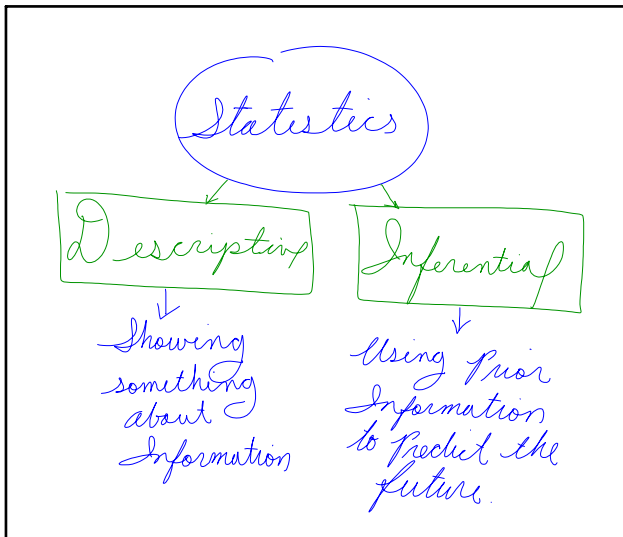 Statistics
Descriptive
Inferential
Showing
something
about
Information
Using Prior
Information
to Predict the
future.